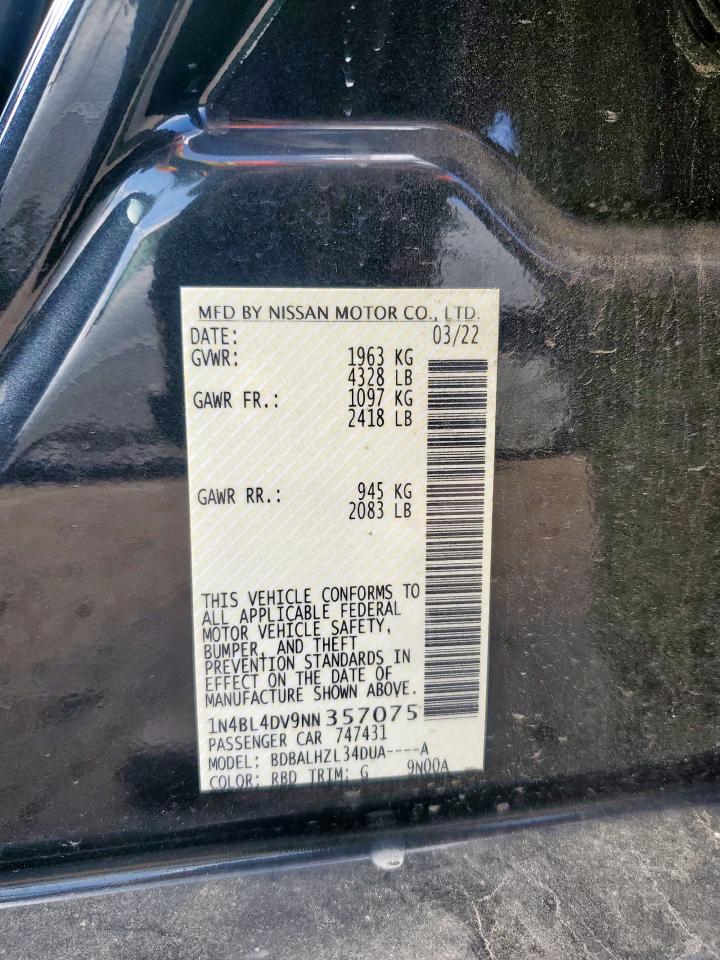 MFD BY NISSAN MOTOR CO., LTD.
DATE: 03/22
GVWR: 1963 KG
4328 LB
GAWR FR.: 1097 KG
2418 LB
GAWR RR.: 945 KG
2083 LB
THIS VEHICLE CONFORMS TO
ALL APPLICABLE FEDERAL
MOTOR VEHICLE SAFETY,
BUMPER, AND THEFT
PREVENTION STANDARDS IN
EFFECT ON THE DATE OF
MANUFACTURE SHOWN ABOVE.
1N4BL4DV9NN357075
PASSENGER CAR 747431
MODEL: BDBALHZL34DUA----A
COLOR: RBD TRIM: G 9N00A